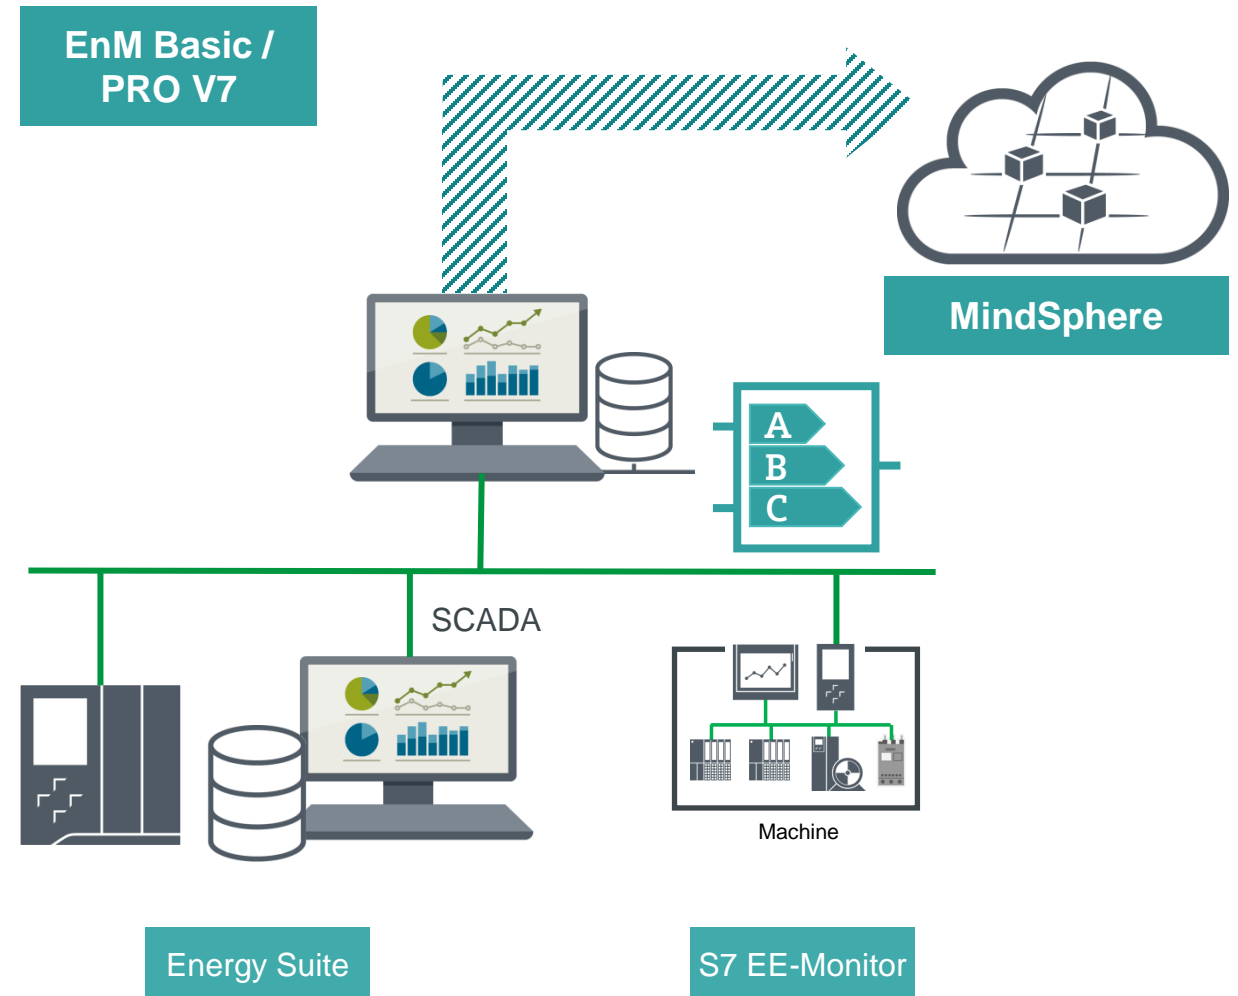 EnM Basic /
PRO V7
MindSphere
A
B
C
SCADA
Machine
Energy Suite
S7 EE-Monitor